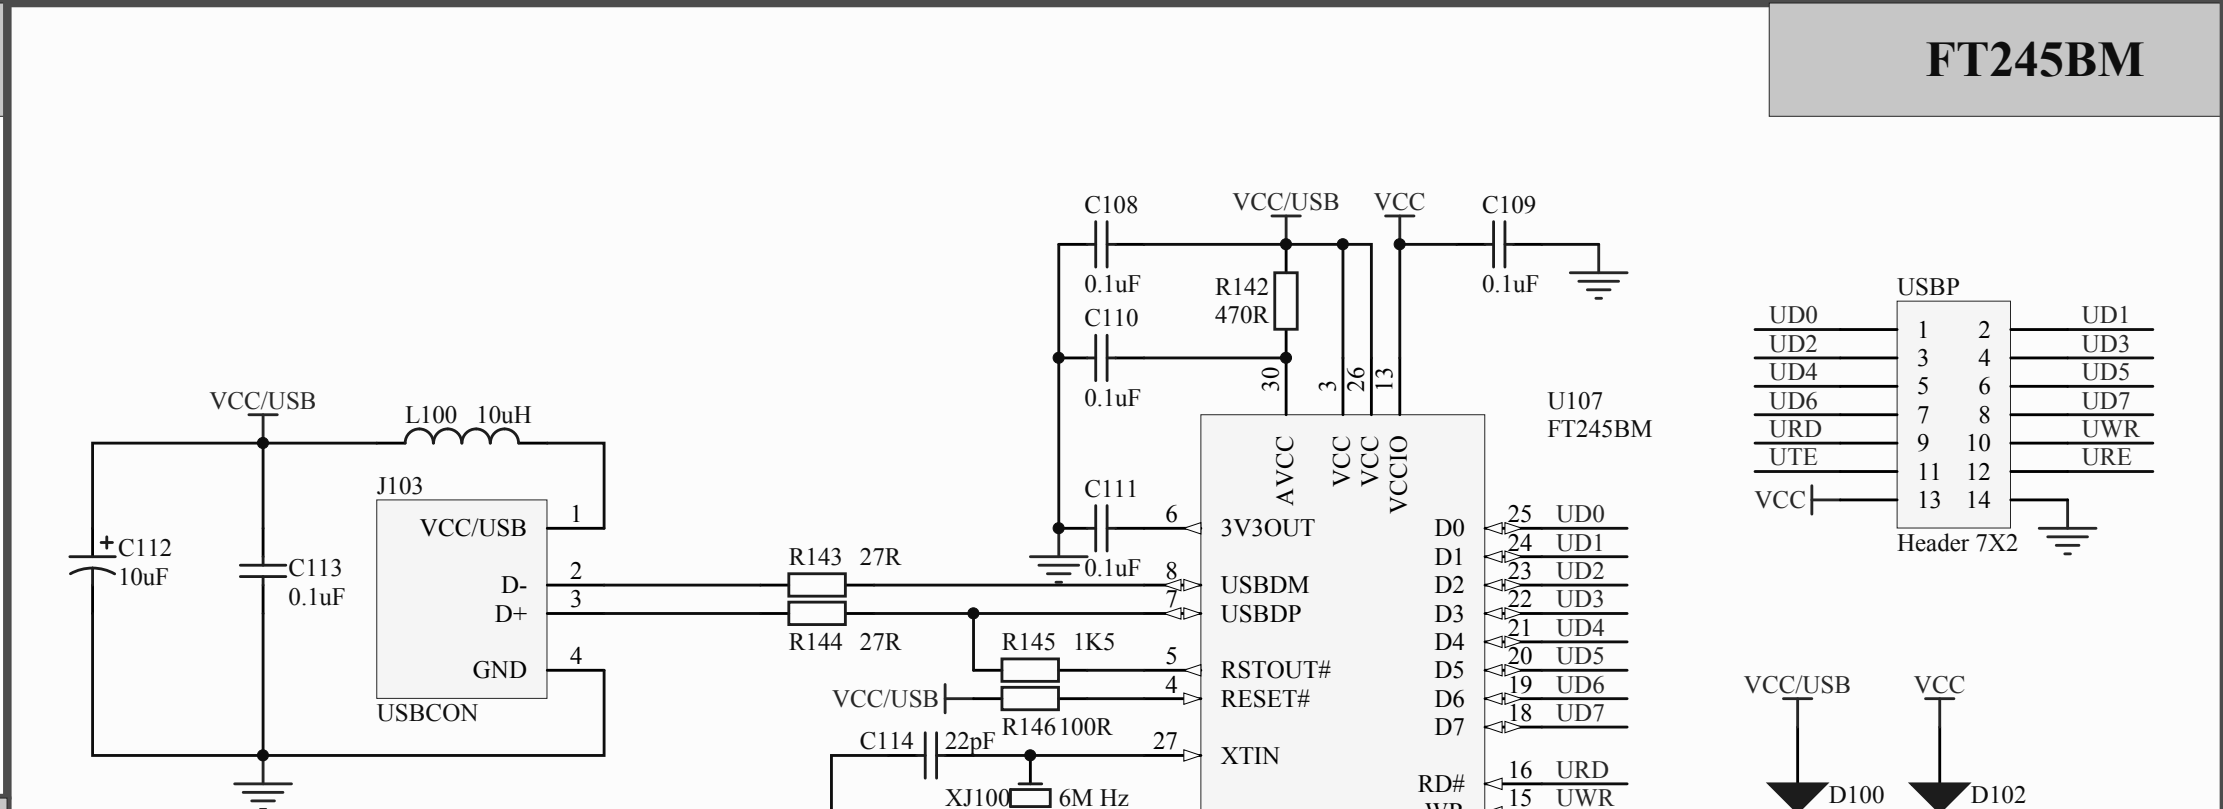 FT245BM
C108
VCC/USB
VCC
C109
0.1uF
R142
470R
0.1uF
C110
0.1uF
30
3
26
13
U107
FT245BM
AVCC
VCC
VCC
VCCIO
VCC/USB
L100 10uH
J103
VCC/USB 1
D- 2
D+ 3
GND 4
USBCON
+
C112
10uF
C113
0.1uF
C111
0.1uF
R143 27R
R144 27R
R145 1K5
VCC/USB
R146 100R
C114 22pF
XJ100 6M Hz
6 3V3OUT
8 USBDM
7 USBDP
5 RSTOUT#
4 RESET#
27 XTIN
D0 25 UD0
D1 24 UD1
D2 23 UD2
D3 22 UD3
D4 21 UD4
D5 20 UD5
D6 19 UD6
D7 18 UD7
RD# 16 URD
WR 15 UWR
USBP
UD0 1 2 UD1
UD2 3 4 UD3
UD4 5 6 UD5
UD6 7 8 UD7
URD 9 10 UWR
UTE 11 12 URE
VCC 13 14
Header 7X2
VCC/USB
VCC
D100
D102